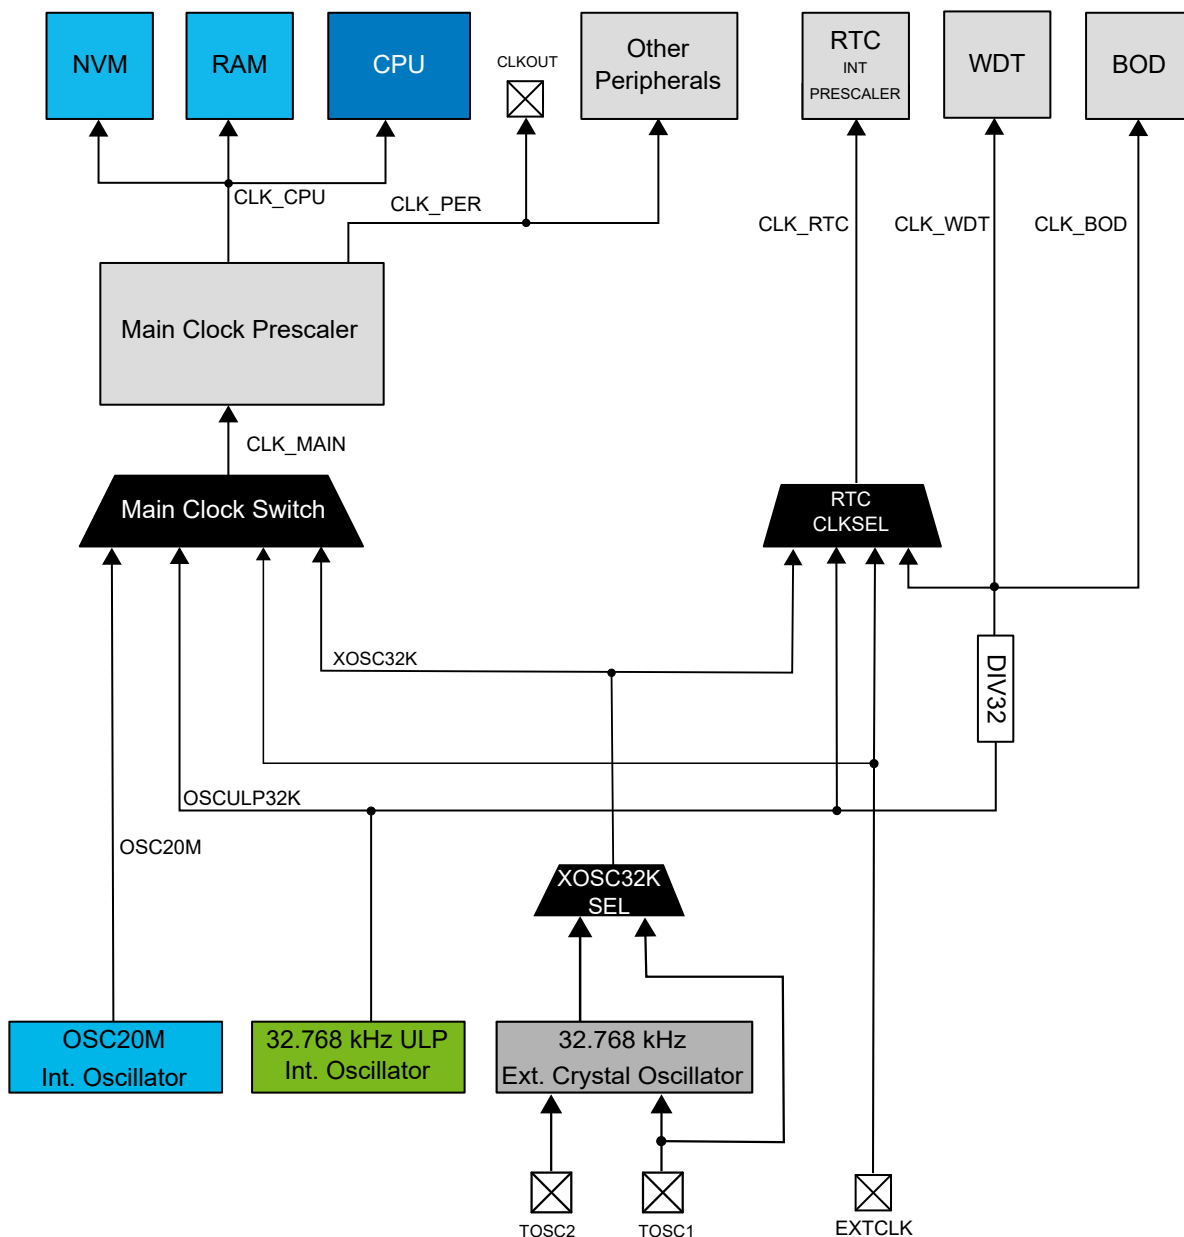 NVM
RAM
CPU
CLKOUT
Other
Peripherals
RTC
INT
PRESCALER
WDT
BOD
CLK_CPU
CLK_PER
CLK_RTC
CLK_WDT
CLK_BOD
Main Clock Prescaler
CLK_MAIN
Main Clock Switch
RTC
CLKSEL
XOSC32K
DIV32
OSCULP32K
OSC20M
XOSC32K
SEL
OSC20M
Int. Oscillator
32.768 kHz ULP
Int. Oscillator
32.768 kHz
Ext. Crystal Oscillator
TOSC2
TOSC1
EXTCLK